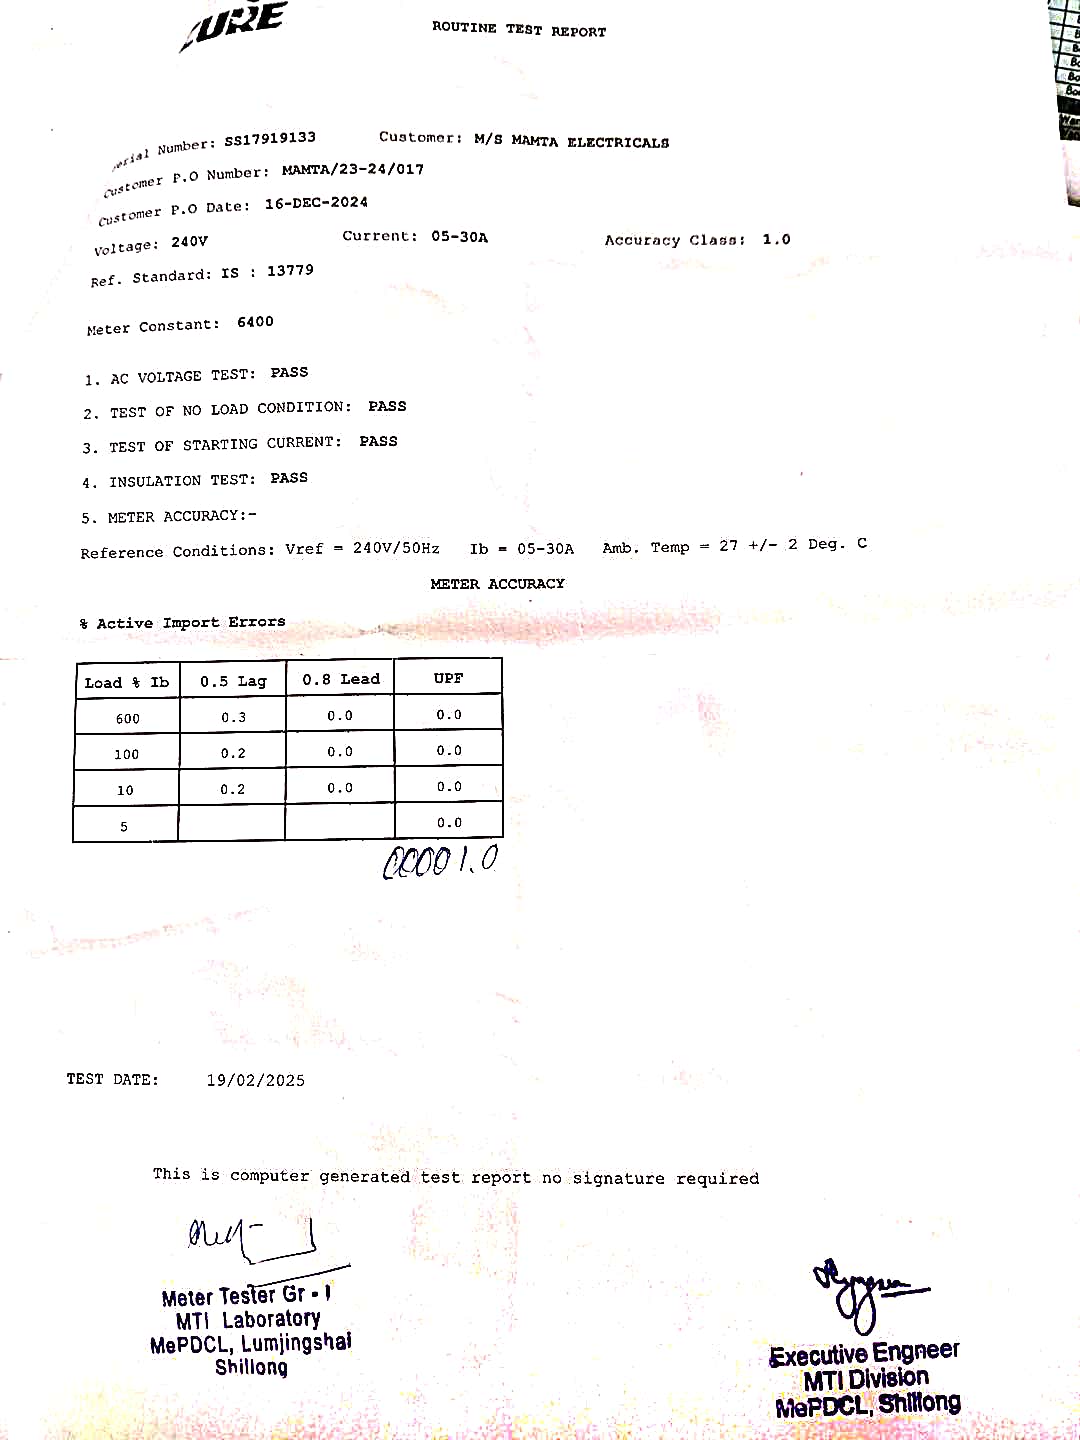 ROUTINE TEST REPORT
Number: SS17919133 Customer: M/S MAMTA ELECTRICALS
Customer P.O Number: MAMTA/23-24/017
Customer P.O Date: 16-DEC-2024
Voltage: 240V Current: 05-30A Accuracy Class: 1.0
Ref. Standard: IS : 13779
Meter Constant: 6400
1. AC VOLTAGE TEST: PASS
2. TEST OF NO LOAD CONDITION: PASS
3. TEST OF STARTING CURRENT: PASS
4. INSULATION TEST: PASS
5. METER ACCURACY:-
Reference Conditions: Vref = 240V/50Hz Ib = 05-30A Amb. Temp = 27 +/- 2 Deg. C
METER ACCURACY
% Active Import Errors
Load % Ib 0.5 Lag 0.8 Lead UPF
600 0.3 0.0 0.0
100 0.2 0.0 0.0
10 0.2 0.0 0.0
5 0.0
00001.0
TEST DATE: 19/02/2025
This is computer generated test report no signature required
Meter Tester Gr - I
MTI Laboratory
MePDCL, Lumjingshai
Shillong
Executive Engneer
MTI Division
MePDCL, Shillong